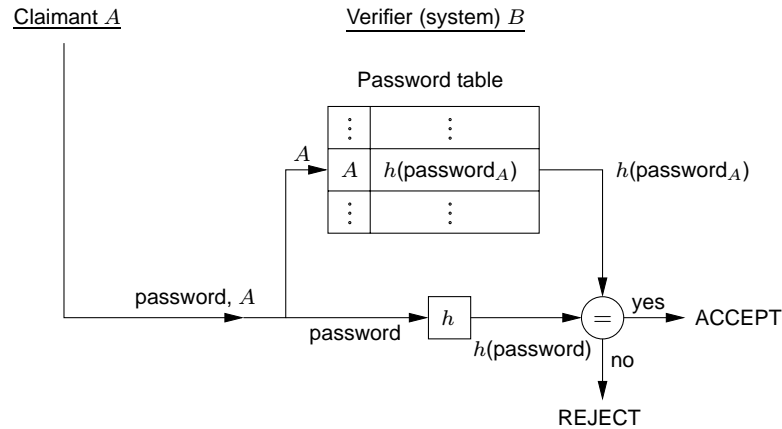 Claimant A
Verifier (system) B
Password table
⋮ ⋮
A
A h(password_A)
h(password_A)
⋮ ⋮
password, A
password
h
h(password)
=
yes
ACCEPT
no
REJECT